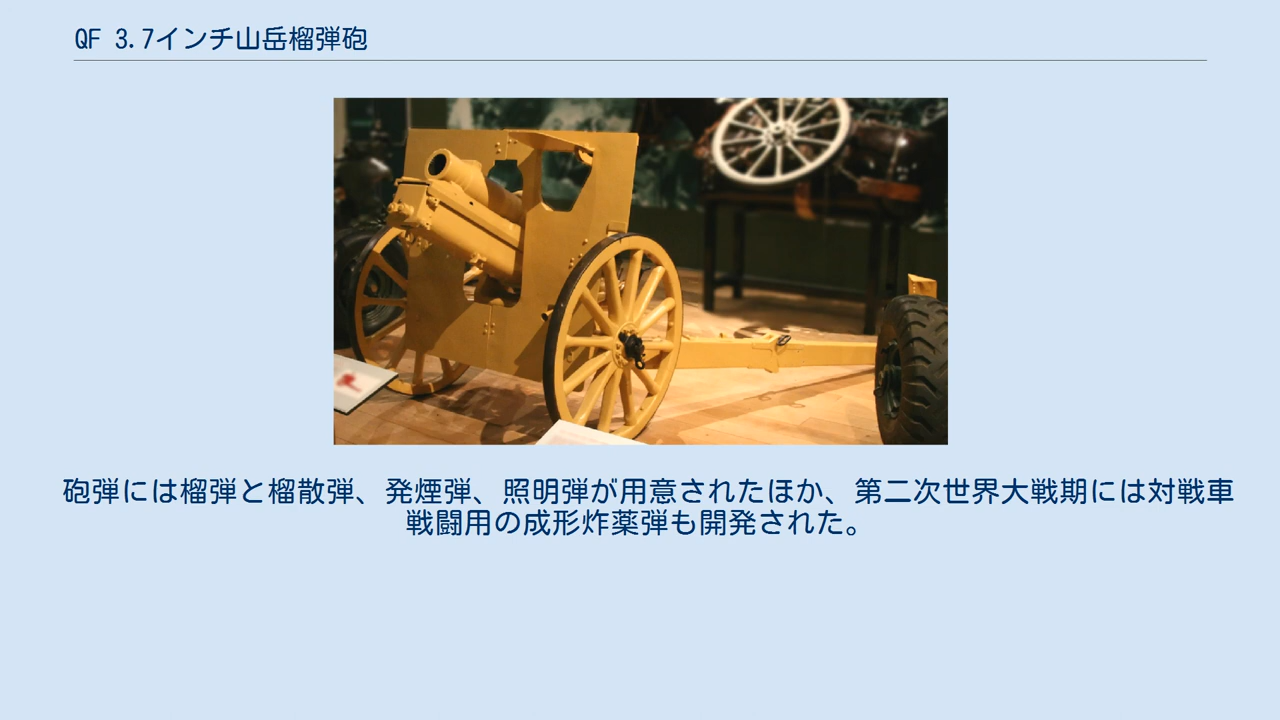 QF 3.7インチ山岳榴弾砲
砲弾には榴弾と榴散弾、発煙弾、照明弾が用意されたほか、第二次世界大戦期には対戦車
戦闘用の成形炸薬弾も開発された。